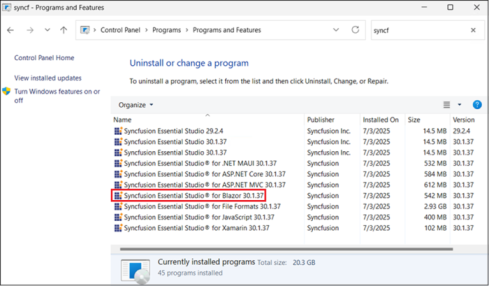 syncf - Programs and Features
Control Panel > Programs > Programs and Features
syncf
Control Panel Home
View installed updates
Turn Windows features on or off
Uninstall or change a program
To uninstall a program, select it from the list and then click Uninstall, Change, or Repair.
Organize
Name Publisher Installed On Size Version
Syncfusion Essential Studio 29.2.4 Syncfusion Inc. 7/3/2025 14.5 MB 29.2.4
Syncfusion Essential Studio 30.1.37 Syncfusion Inc. 7/3/2025 14.5 MB 30.1.37
Syncfusion Essential Studio 30.1.37 Syncfusion Inc. 7/3/2025 14.5 MB 30.1.37
Syncfusion Essential Studio® for .NET MAUI 30.1.37 Syncfusion 7/3/2025 532 MB 30.1.37
Syncfusion Essential Studio® for ASP.NET Core 30.1.37 Syncfusion 7/3/2025 584 MB 30.1.37
Syncfusion Essential Studio® for ASP.NET MVC 30.1.37 Syncfusion 7/3/2025 612 MB 30.1.37
Syncfusion Essential Studio® for Blazor 30.1.37 Syncfusion 7/3/2025 542 MB 30.1.37
Syncfusion Essential Studio® for File Formats 30.1.37 Syncfusion 7/3/2025 2.93 GB 30.1.37
Syncfusion Essential Studio® for JavaScript 30.1.37 Syncfusion 7/3/2025 400 MB 30.1.37
Syncfusion Essential Studio® for Xamarin 30.1.37 Syncfusion 7/3/2025 102 MB 30.1.37
Currently installed programs Total size: 20.3 GB
45 programs installed